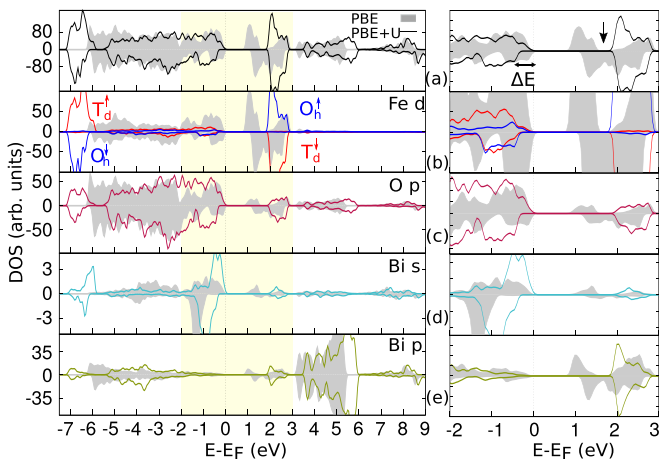 PBE
PBE+U
80
0
-80
(a)
ΔE
Fe d
50
0
-50
T_d^↑
O_h^↓
O_h^↑
T_d^↓
(b)
O p
50
0
-50
(c)
Bi s
3
0
-3
(d)
Bi p
35
0
-35
(e)
DOS (arb. units)
-7 -6 -5 -4 -3 -2 -1 0 1 2 3 4 5 6 7 8 9
E-E_F (eV)
-2 -1 0 1 2 3
E-E_F (eV)